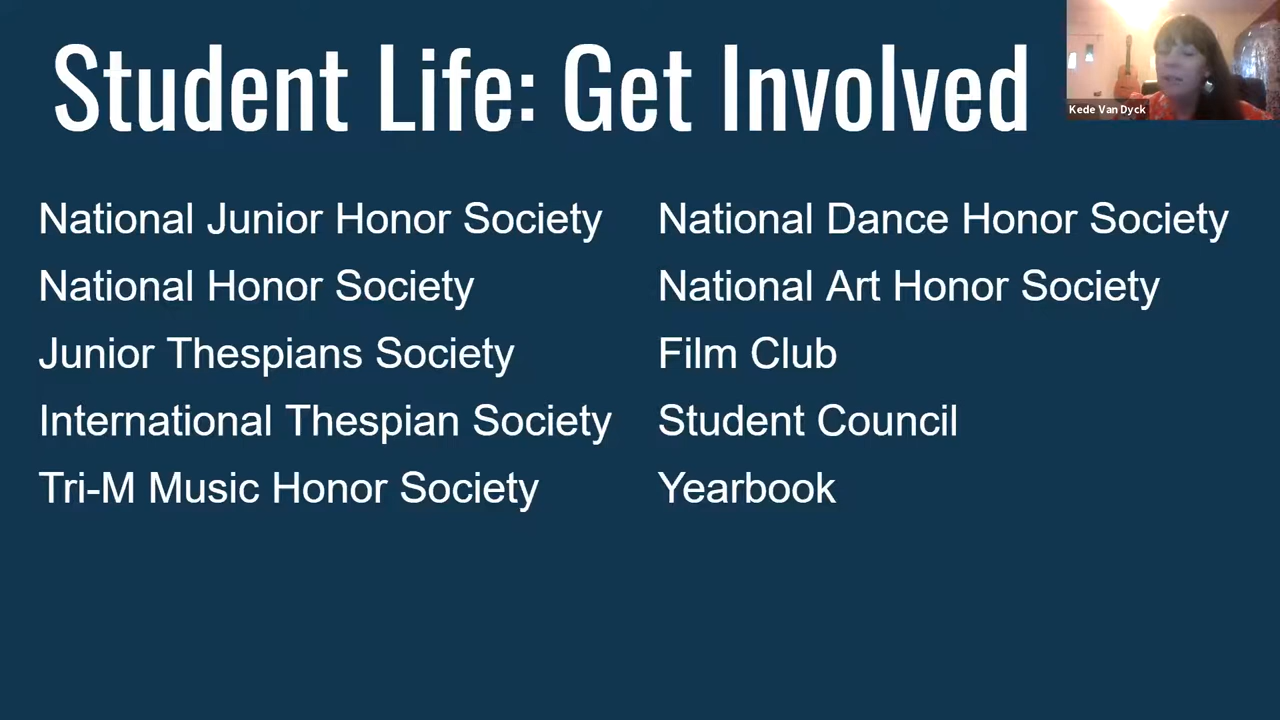 Student Life: Get Involved
Kede Van Dyck
National Junior Honor Society
National Honor Society
Junior Thespians Society
International Thespian Society
Tri-M Music Honor Society
National Dance Honor Society
National Art Honor Society
Film Club
Student Council
Yearbook